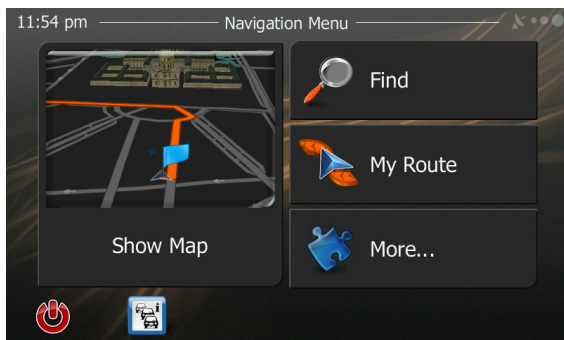 11:54 pm
Navigation Menu
Show Map
Find
My Route
More...
i